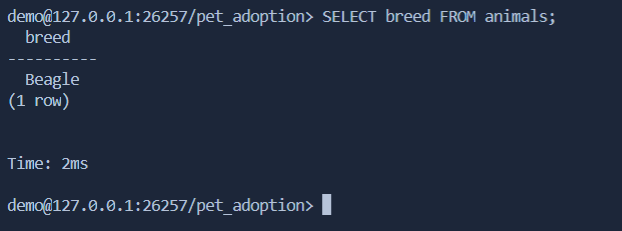 demo@127.0.0.1:26257/pet_adoption> SELECT breed FROM animals;
breed
----------
Beagle
(1 row)
Time: 2ms
demo@127.0.0.1:26257/pet_adoption>